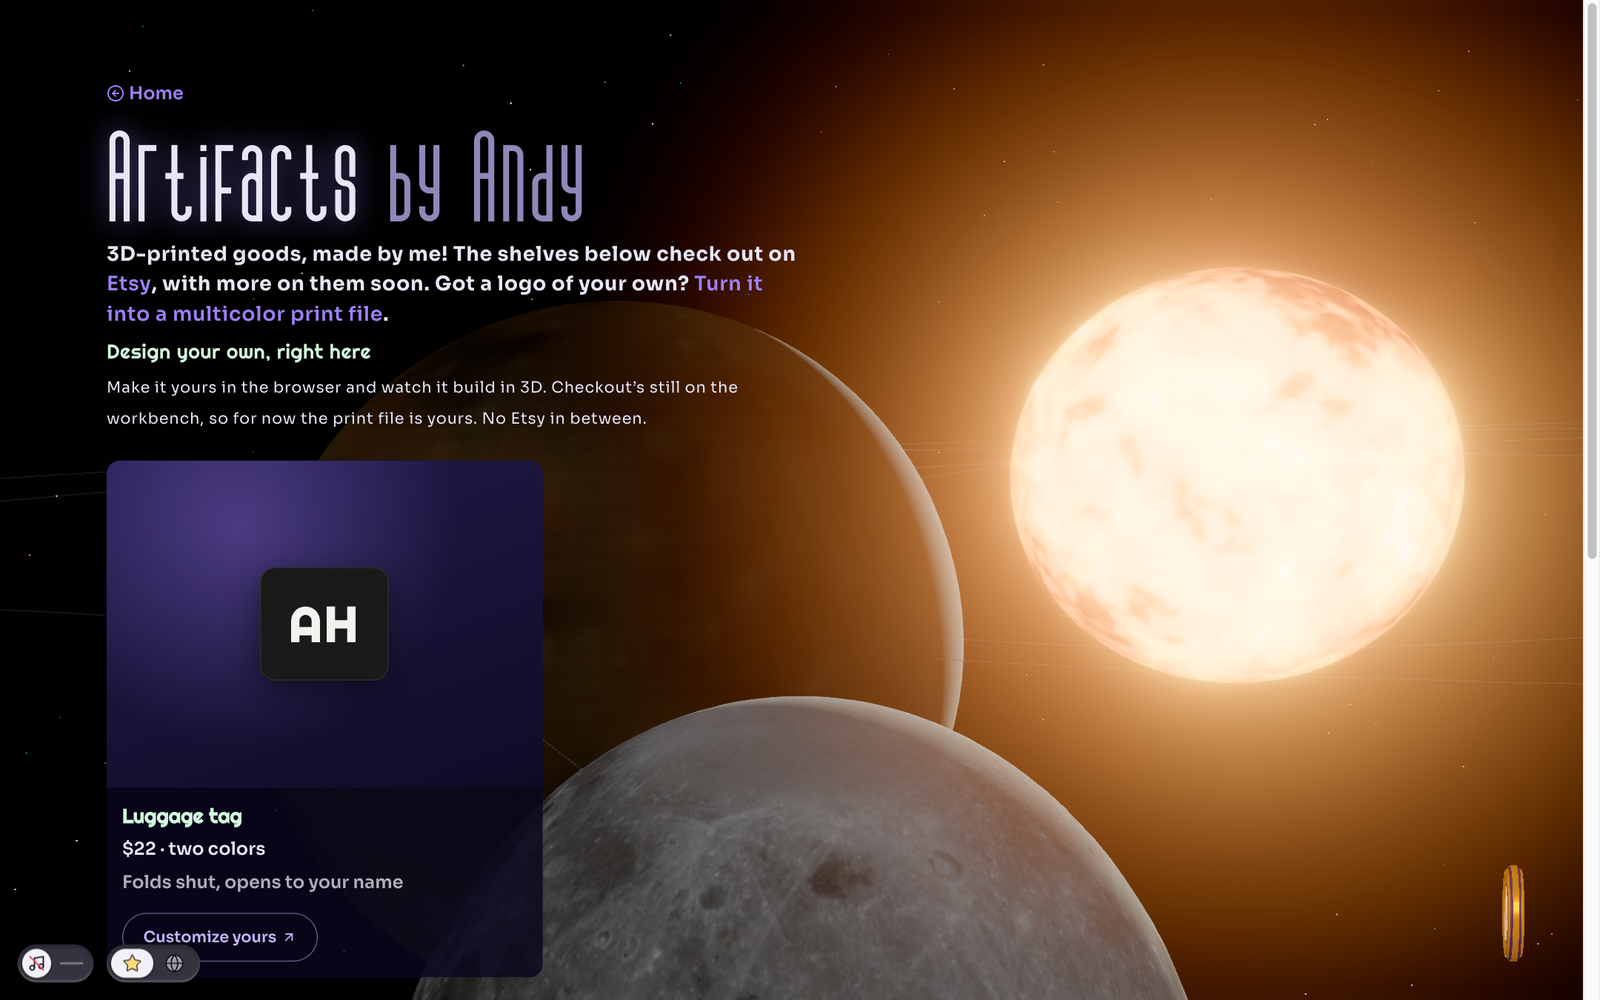 Home
Artifacts by Andy
3D-printed goods, made by me! The shelves below check out on
Etsy, with more on them soon. Got a logo of your own? Turn it
into a multicolor print file.
Design your own, right here
Make it yours in the browser and watch it build in 3D. Checkout’s still on the
workbench, so for now the print file is yours. No Etsy in between.
AH
Luggage tag
$22 · two colors
Folds shut, opens to your name
Customize yours